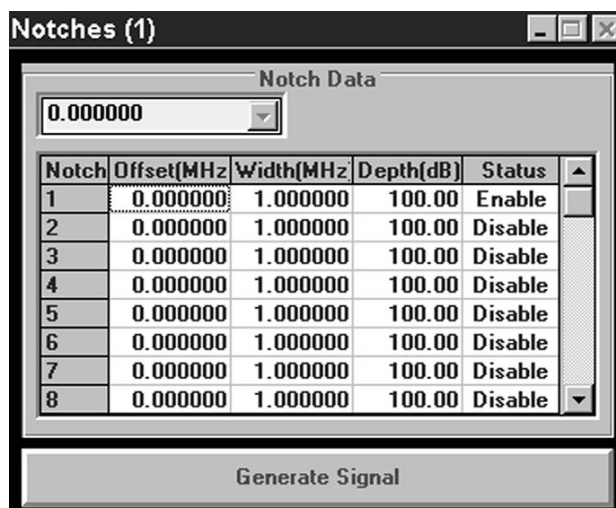 Notches (1)
Notch Data
0.000000
Notch Offset(MHz Width(MHz) Depth(dB) Status
1 0.000000 1.000000 100.00 Enable
2 0.000000 1.000000 100.00 Disable
3 0.000000 1.000000 100.00 Disable
4 0.000000 1.000000 100.00 Disable
5 0.000000 1.000000 100.00 Disable
6 0.000000 1.000000 100.00 Disable
7 0.000000 1.000000 100.00 Disable
8 0.000000 1.000000 100.00 Disable
Generate Signal